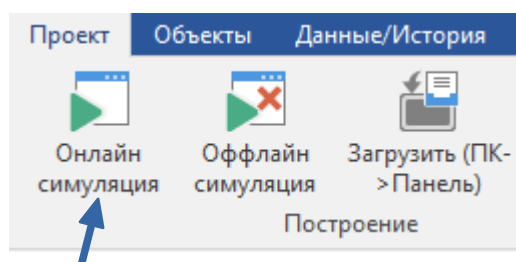 Проект Объекты Данные/История
Онлайн Оффлайн Загрузить (ПК-
симуляция симуляция >Панель)
Построение